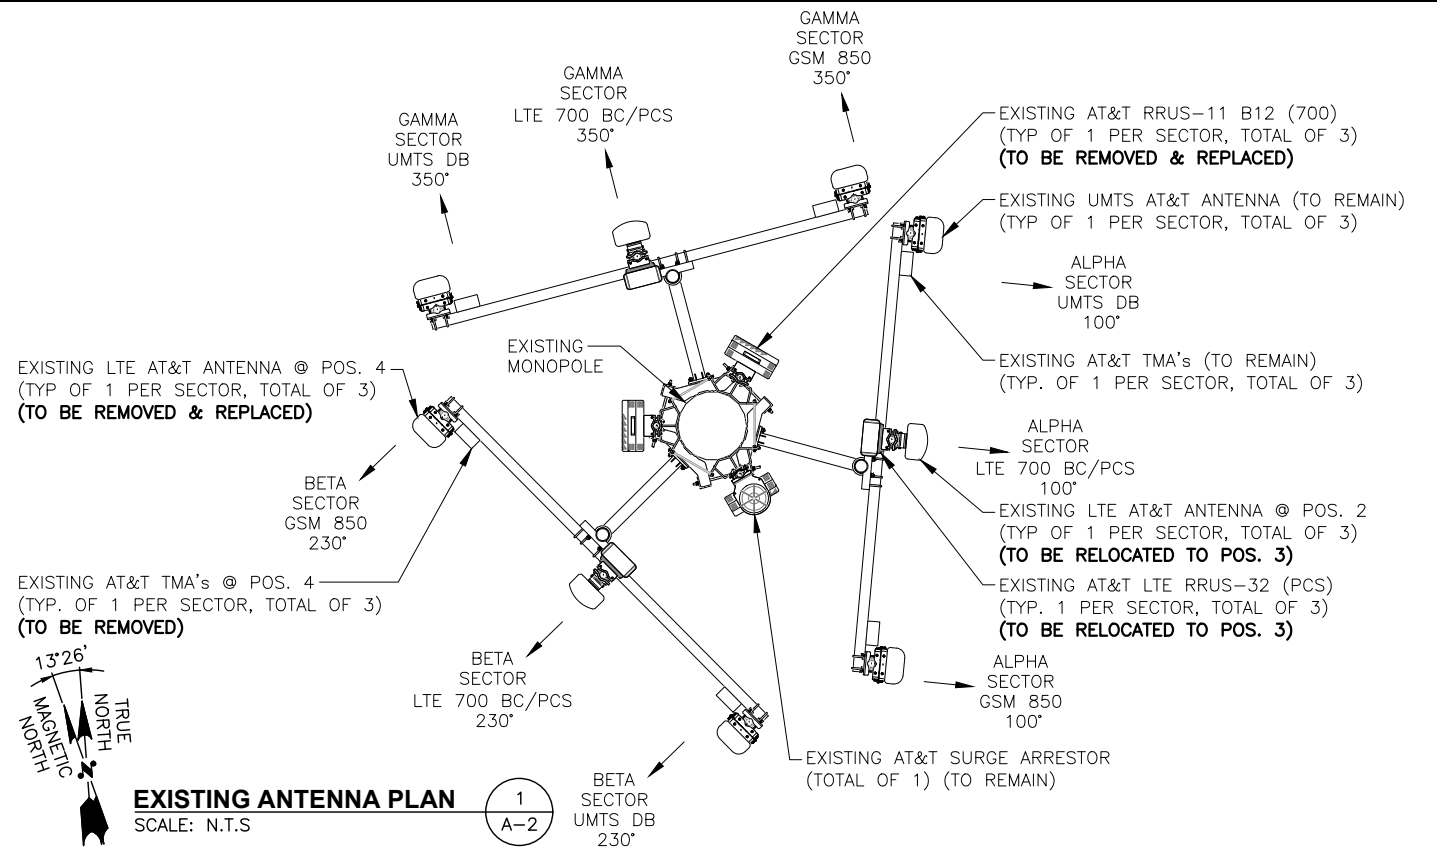 GAMMA
SECTOR
GSM 850
350°
GAMMA
SECTOR
LTE 700 BC/PCS
350°
GAMMA
SECTOR
UMTS DB
350°
EXISTING AT&T RRUS-11 B12 (700)
(TYP OF 1 PER SECTOR, TOTAL OF 3)
(TO BE REMOVED & REPLACED)
EXISTING UMTS AT&T ANTENNA (TO REMAIN)
(TYP OF 1 PER SECTOR, TOTAL OF 3)
ALPHA
SECTOR
UMTS DB
100°
EXISTING
MONOPOLE
EXISTING AT&T TMA's (TO REMAIN)
(TYP. OF 1 PER SECTOR, TOTAL OF 3)
EXISTING LTE AT&T ANTENNA @ POS. 4
(TYP OF 1 PER SECTOR, TOTAL OF 3)
(TO BE REMOVED & REPLACED)
ALPHA
SECTOR
LTE 700 BC/PCS
100°
BETA
SECTOR
GSM 850
230°
EXISTING LTE AT&T ANTENNA @ POS. 2
(TYP OF 1 PER SECTOR, TOTAL OF 3)
(TO BE RELOCATED TO POS. 3)
EXISTING AT&T TMA's @ POS. 4
(TYP. OF 1 PER SECTOR, TOTAL OF 3)
(TO BE REMOVED)
EXISTING AT&T LTE RRUS-32 (PCS)
(TYP. 1 PER SECTOR, TOTAL OF 3)
(TO BE RELOCATED TO POS. 3)
BETA
SECTOR
LTE 700 BC/PCS
230°
ALPHA
SECTOR
GSM 850
100°
13°26'
TRUE
NORTH
MAGNETIC
NORTH
N
EXISTING AT&T SURGE ARRESTOR
(TOTAL OF 1) (TO REMAIN)
BETA
SECTOR
UMTS DB
230°
EXISTING ANTENNA PLAN
SCALE: N.T.S
1
A-2